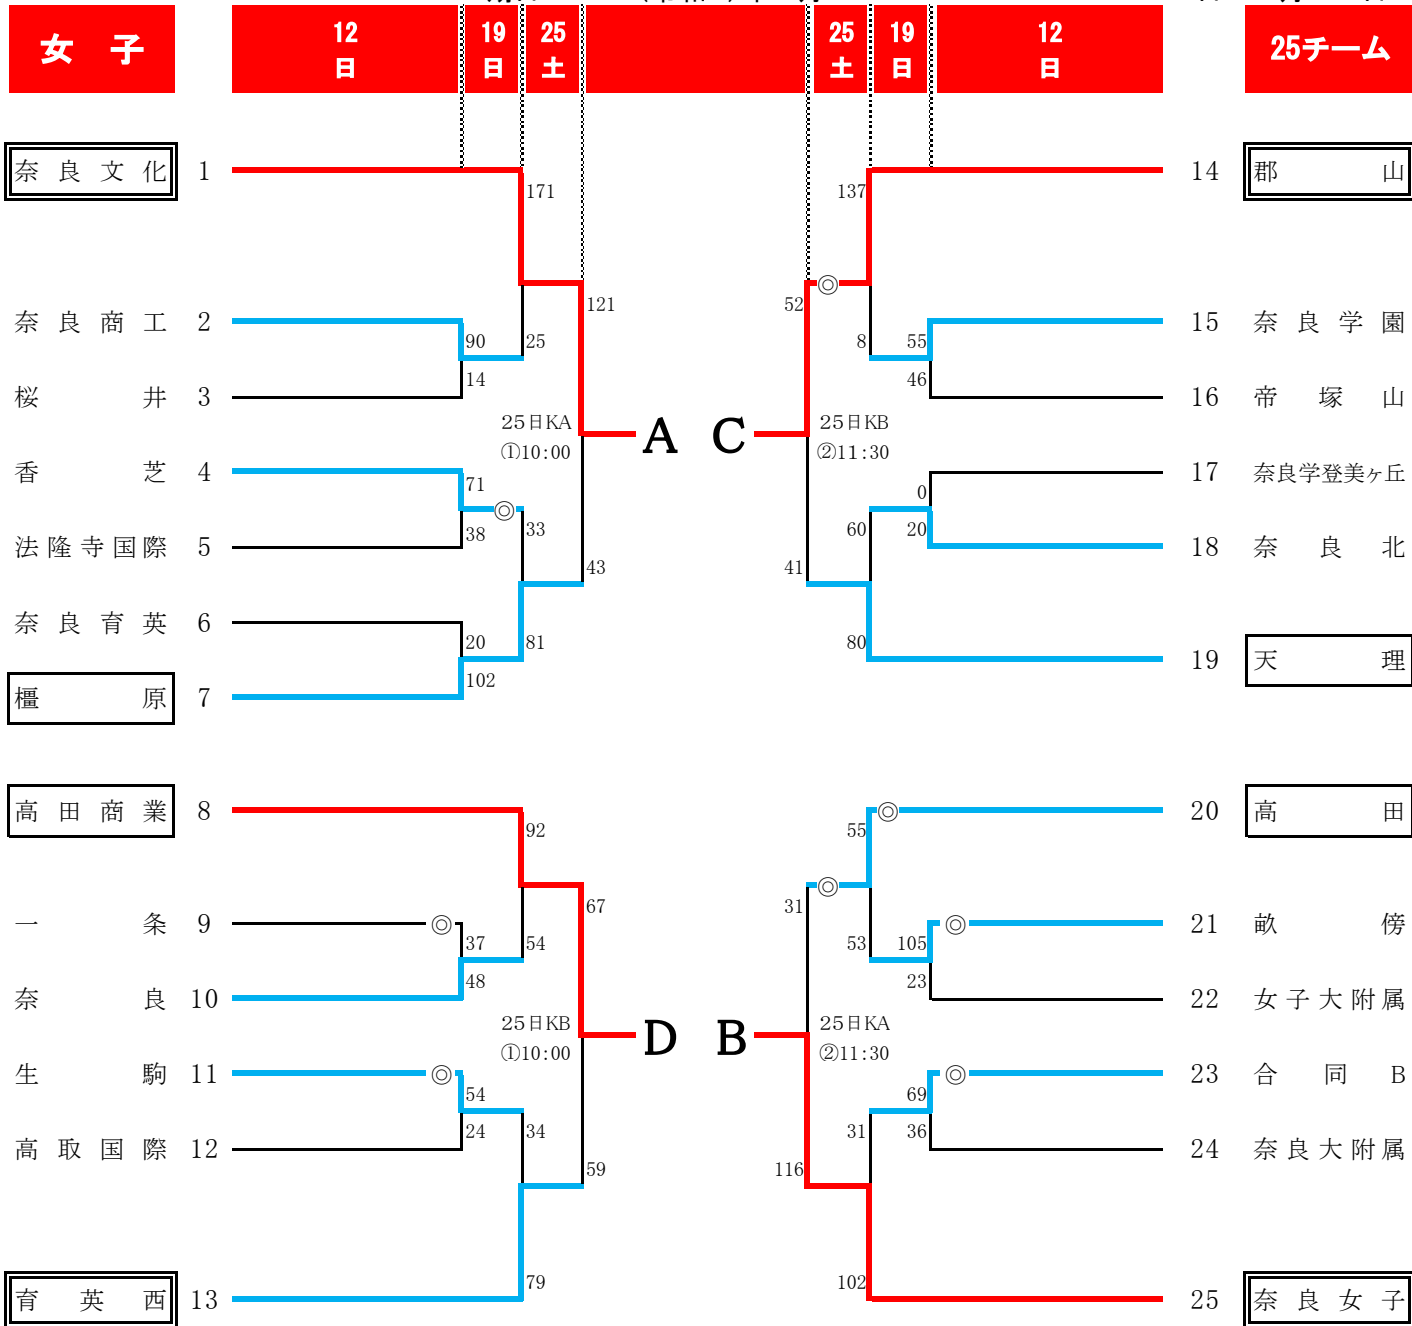 女 子
12
日
19
日
25
土
25
土
19
日
12
日
25チーム
奈良文化 1
171
137
14 郡山
121
52
奈良商工 2
90
25
8
55
15 奈良学園
14
46
桜井 3
16 帝塚山
25日KA
①10:00
A C
25日KB
②11:30
香芝 4
71
0
17 奈良学登美ヶ丘
38
33
60
20
法隆寺国際 5
18 奈良北
43
41
奈良育英 6
20
81
80
19 天理
102
橿原 7
高田商業 8
92
55
20 高田
67
31
一条 9
37
54
53
105
21 畝傍
48
23
奈良 10
22 女子大附属
25日KB
①10:00
D B
25日KA
②11:30
生駒 11
54
69
23 合同B
24
34
31
36
高取国際 12
24 奈良大附属
59
116
79
102
育英西 13
25 奈良女子